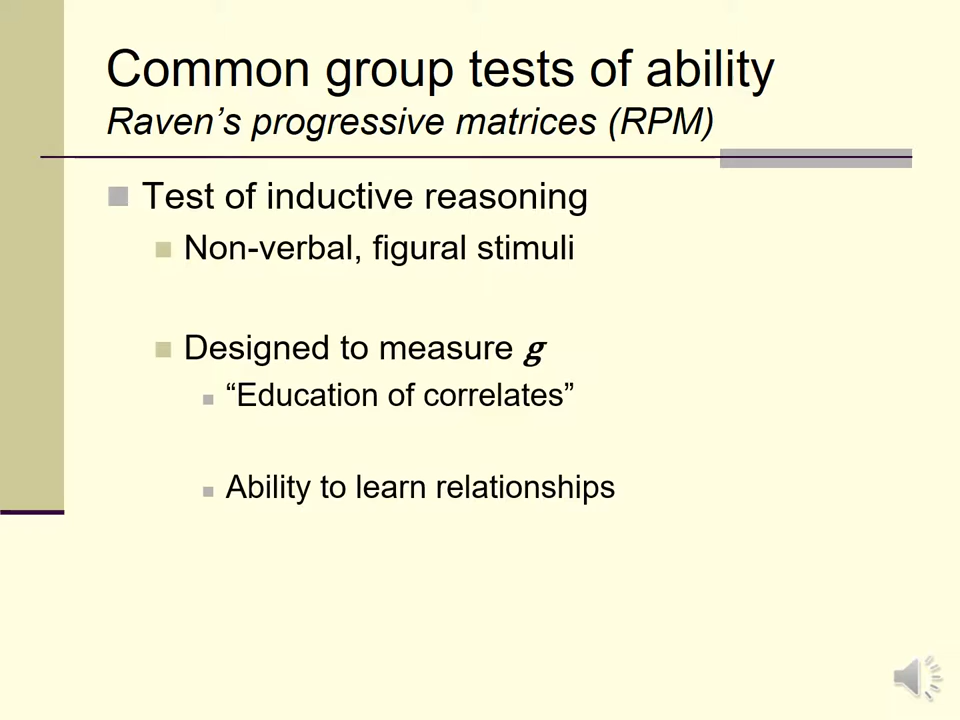 Common group tests of ability
Raven’s progressive matrices (RPM)
Test of inductive reasoning
Non-verbal, figural stimuli
Designed to measure g
“Education of correlates”
Ability to learn relationships